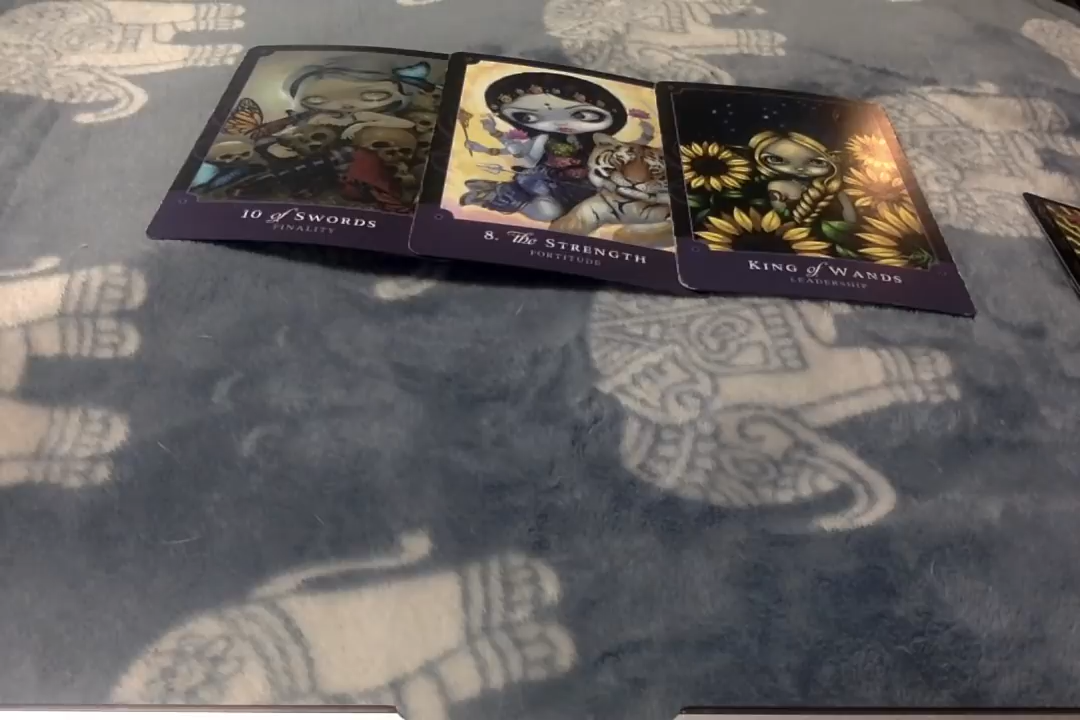 10 of SWORDS
FINALITY
8. The STRENGTH
FORTITUDE
KING of WANDS
LEADERSHIP